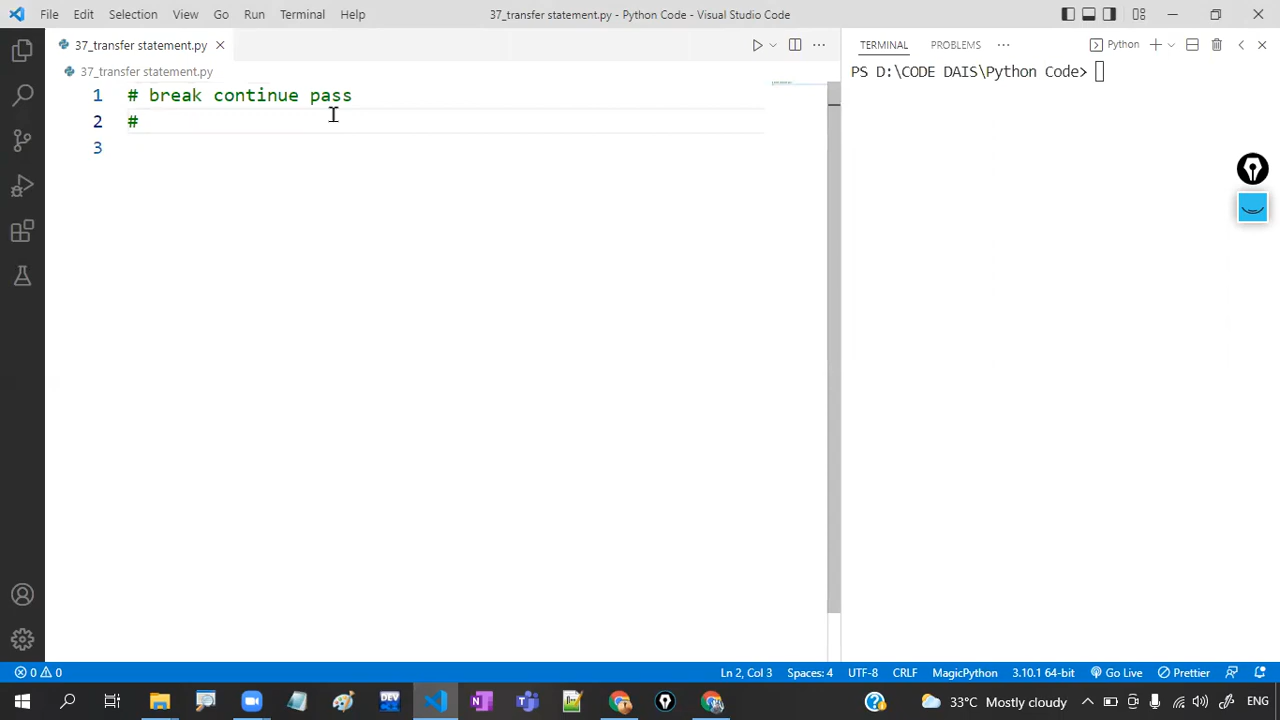 File Edit Selection View Go Run Terminal Help
37_transfer statement.py - Python Code - Visual Studio Code
37_transfer statement.py
TERMINAL PROBLEMS
Python
37_transfer statement.py
PS D:\CODE DAIS\Python Code>
1 # break continue pass
2 #
3
0 0
Ln 2, Col 3 Spaces: 4 UTF-8 CRLF MagicPython 3.10.1 64-bit Go Live Prettier
33°C Mostly cloudy ENG